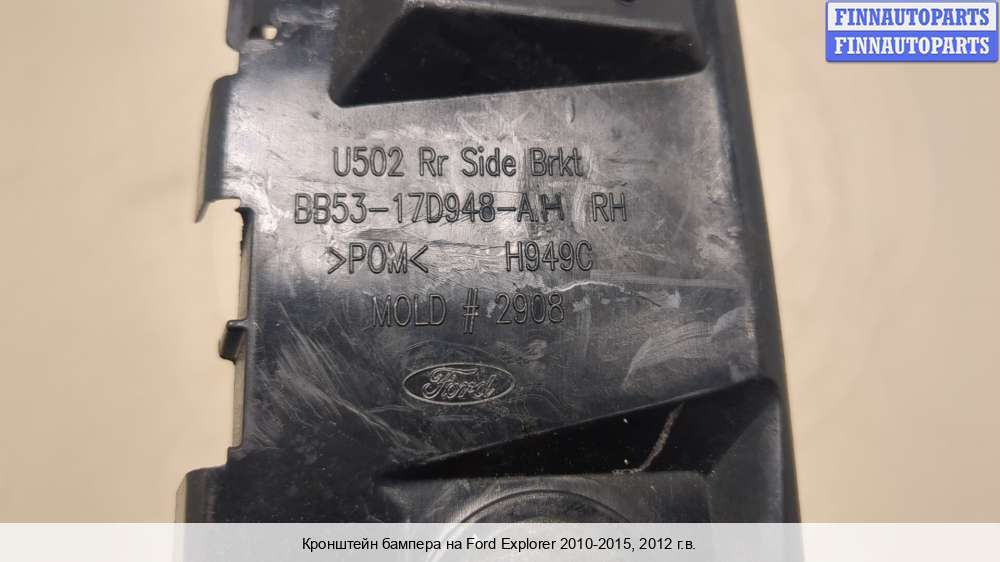 FINNAUTOPARTS
FINNAUTOPARTS
U502 Rr Side Brkt
BB53-17D948-AH RH
>POM< H949C
MOLD # 2908
Ford
Кронштейн бампера на Ford Explorer 2010-2015, 2012 г.в.